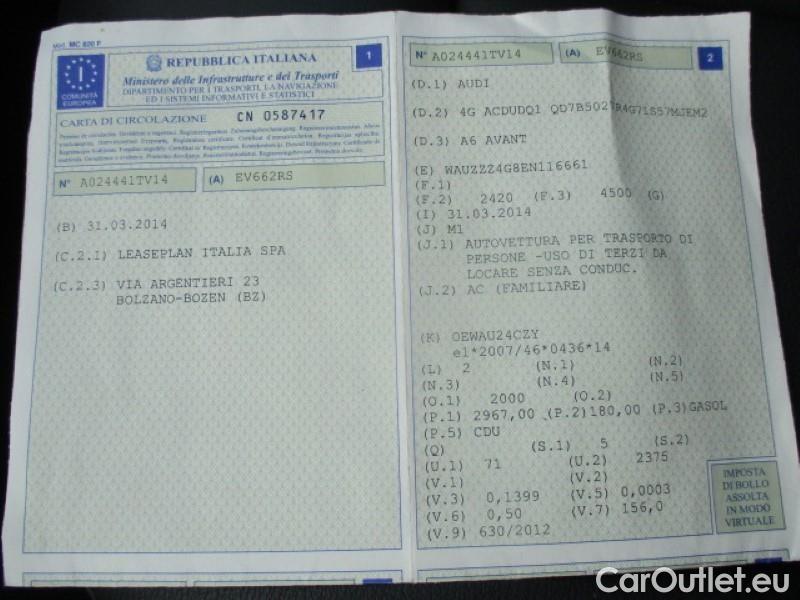 Mod. MC 820 F
REPUBBLICA ITALIANA
1
Ministero delle Infrastrutture e dei Trasporti
DIPARTIMENTO PER I TRASPORTI, LA NAVIGAZIONE
ED I SISTEMI INFORMATIVI E STATISTICI
I
COMUNITÀ
EUROPEA
CARTA DI CIRCOLAZIONE CN 0587417
N° A024441TV14 (A) EV662RS
(B) 31.03.2014
(C.2.1) LEASEPLAN ITALIA SPA
(C.2.3) VIA ARGENTIERI 23
BOLZANO-BOZEN (BZ)
1
N° A024441TV14 (A) EV662RS 2
(D.1) AUDI
(D.2) 4G ACDUDQ1
(D.3) A6 AVANT
(E) WAUZZZ4G8EN116661
(F.1)
(F.2) 2420 (F.3) 4500 (G)
(I) 31.03.2014
(J) M1
(J.1) AUTOVETTURA PER TRASPORTO DI
PERSONE -USO DI TERZI DA
LOCARE SENZA CONDUC.
(J.2) AC (FAMILIARE)
(K) OEWAU24CZY
e1*2007/46*0436*14
(L) 2 (N.1) (N.2)
(N.3) (N.4) (N.5)
(O.1) 2000 (O.2)
(P.1) 2967,00 (P.2)180,00 (P.3)GASOL
(P.5) CDU
(Q) (S.1) 5 (S.2)
(U.1) 71 (U.2) 2375
(V.1) (V.2)
(V.3) 0,1399 (V.5) 0,0003
(V.6) 0,50 (V.7) 156,0
(V.9) 630/2012
IMPOSTA
DI BOLLO
ASSOLTA
IN MODO
VIRTUALE
CarOutlet.eu